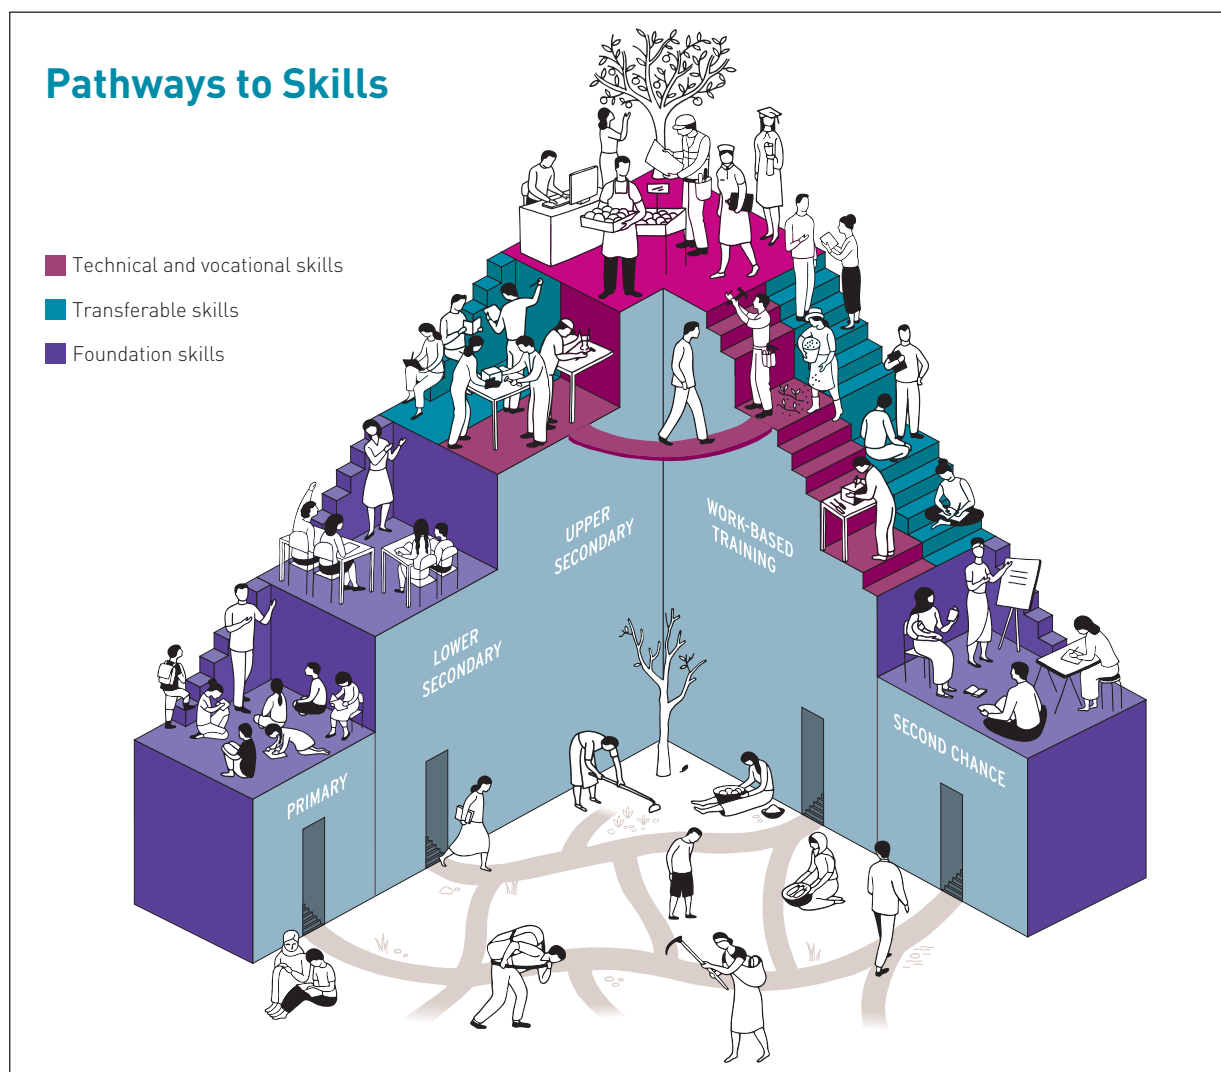 Pathways to Skills
Technical and vocational skills
Transferable skills
Foundation skills
UPPER
SECONDARY
WORK-BASED
TRAINING
LOWER
SECONDARY
PRIMARY
SECOND CHANCE